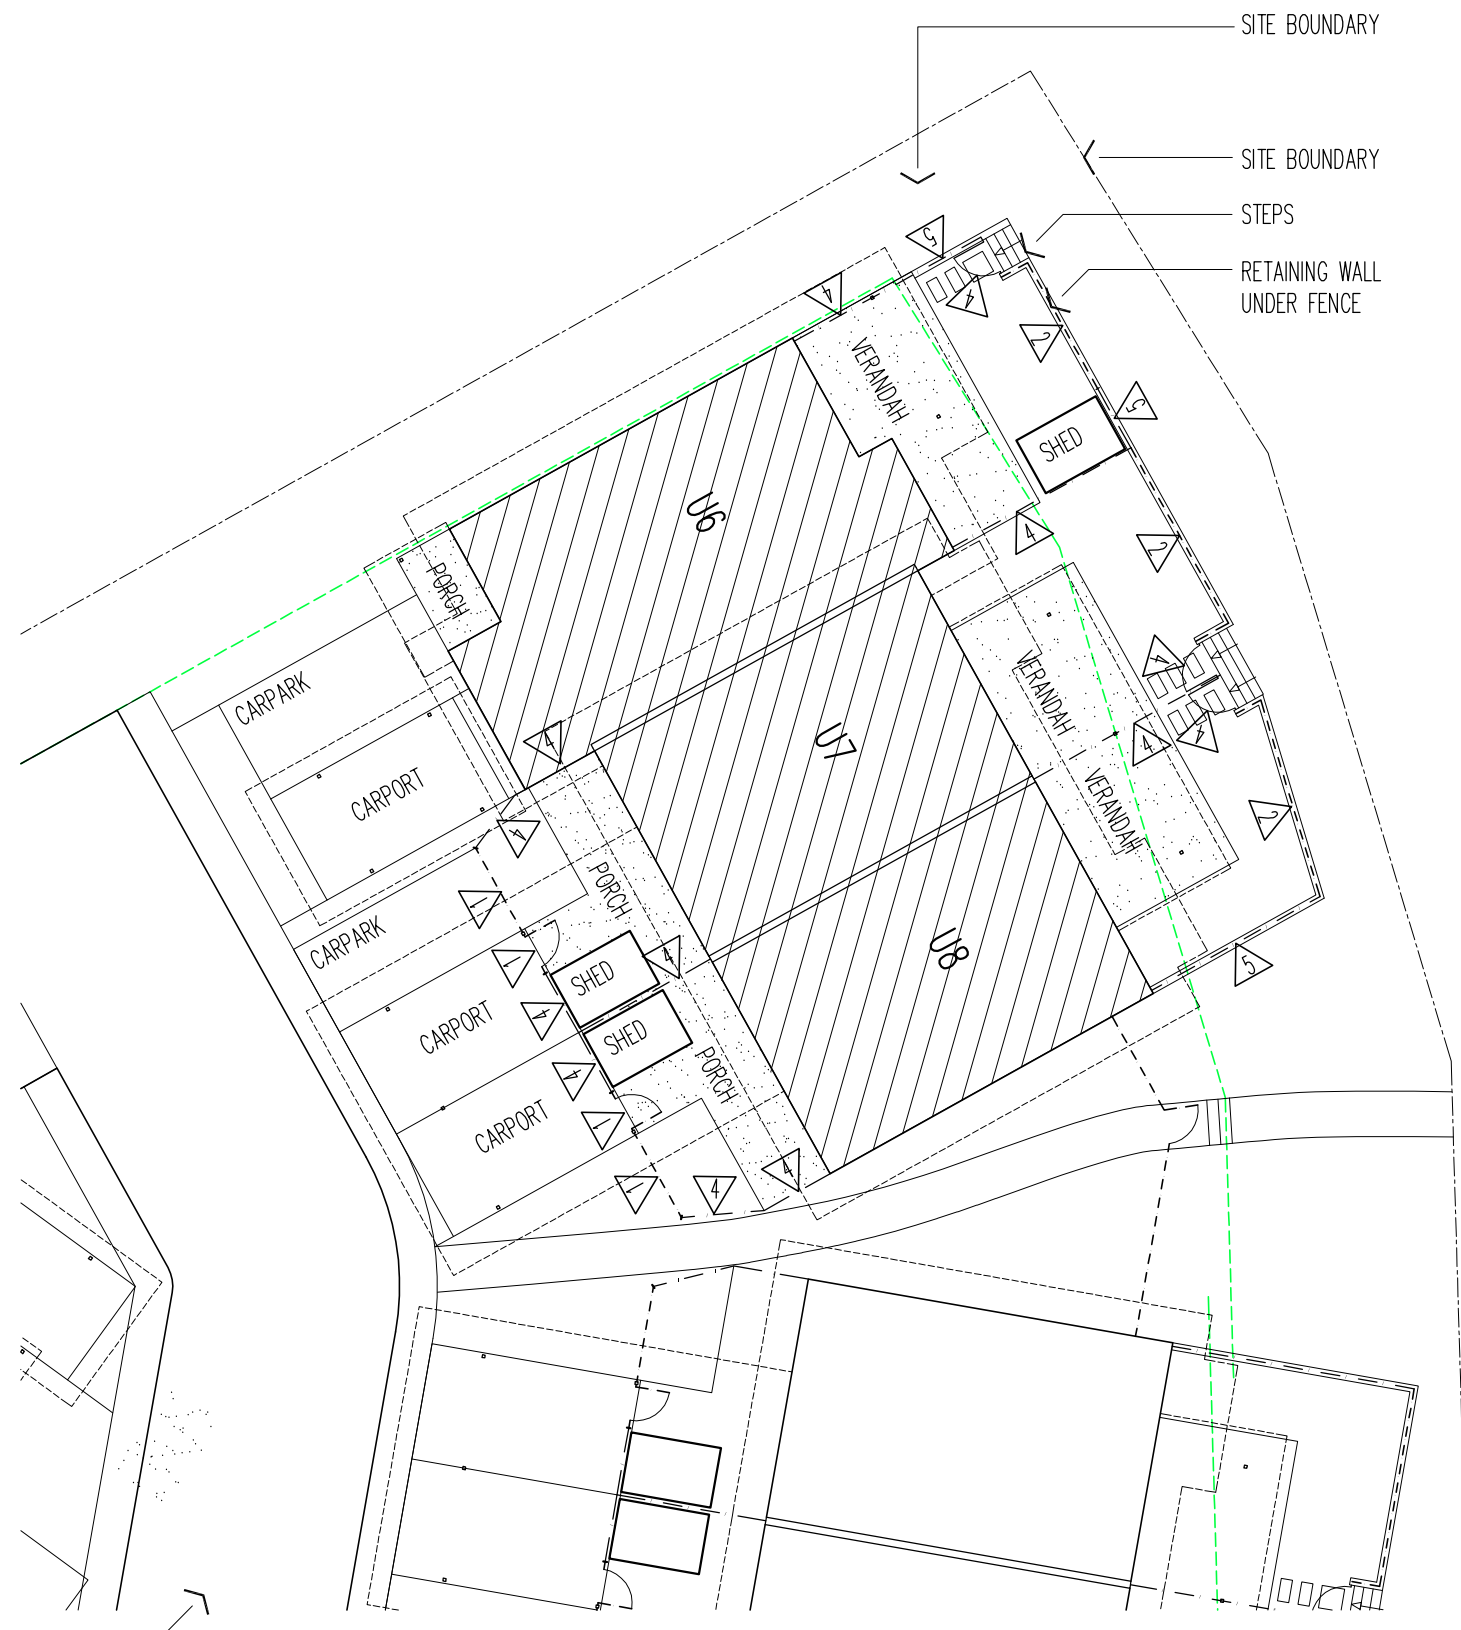 SITE BOUNDARY
SITE BOUNDARY
STEPS
RETAINING WALL
UNDER FENCE
5
4
4
2
VERANDAH
5
SHED
U6
4
2
PORCH
4
VERANDAH
CARPARK
4
4
4
U7
CARPORT
VERANDAH
2
4
PORCH
1
CARPARK
U8
4
5
1
SHED
4
CARPORT
SHED
4
PORCH
1
CARPORT
4
1
4